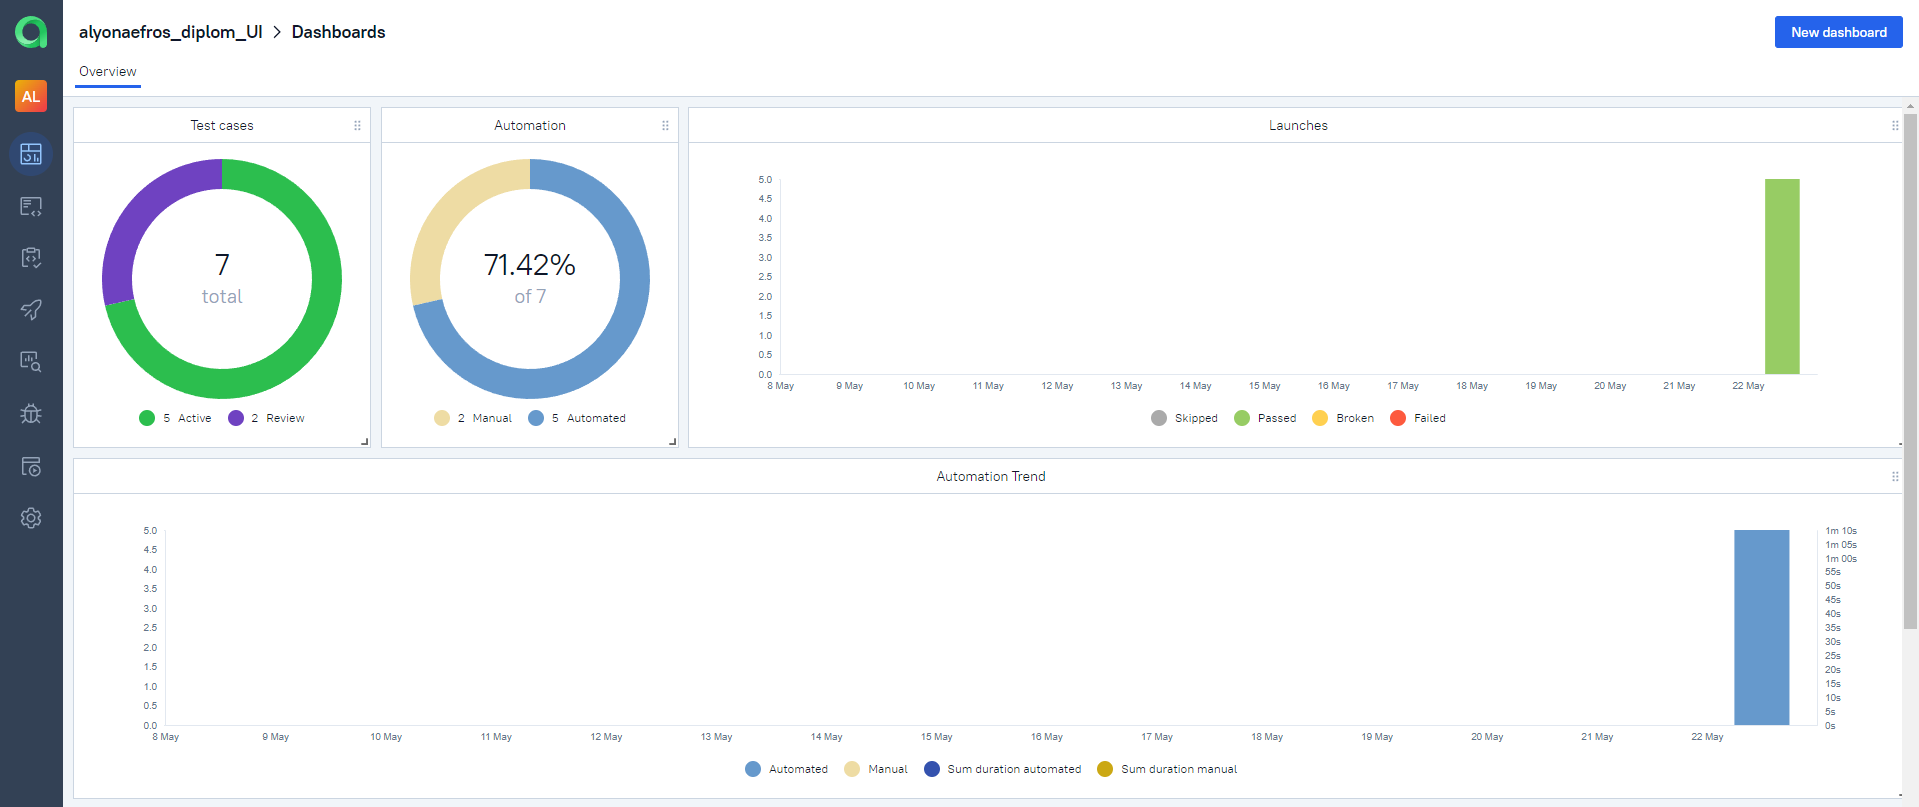 alyonaefros_diplom_UI > Dashboards
New dashboard
Overview
AL
Test cases
7
total
5 Active 2 Review
Automation
71.42%
of 7
2 Manual 5 Automated
Launches
5.0
4.5
4.0
3.5
3.0
2.5
2.0
1.5
1.0
0.5
0.0
8 May 9 May 10 May 11 May 12 May 13 May 14 May 15 May 16 May 17 May 18 May 19 May 20 May 21 May 22 May
Skipped Passed Broken Failed
Automation Trend
5.0
4.5
4.0
3.5
3.0
2.5
2.0
1.5
1.0
0.5
0.0
1m 10s
1m 05s
1m 00s
55s
50s
45s
40s
35s
30s
25s
20s
15s
10s
5s
0s
8 May 9 May 10 May 11 May 12 May 13 May 14 May 15 May 16 May 17 May 18 May 19 May 20 May 21 May 22 May
Automated Manual Sum duration automated Sum duration manual